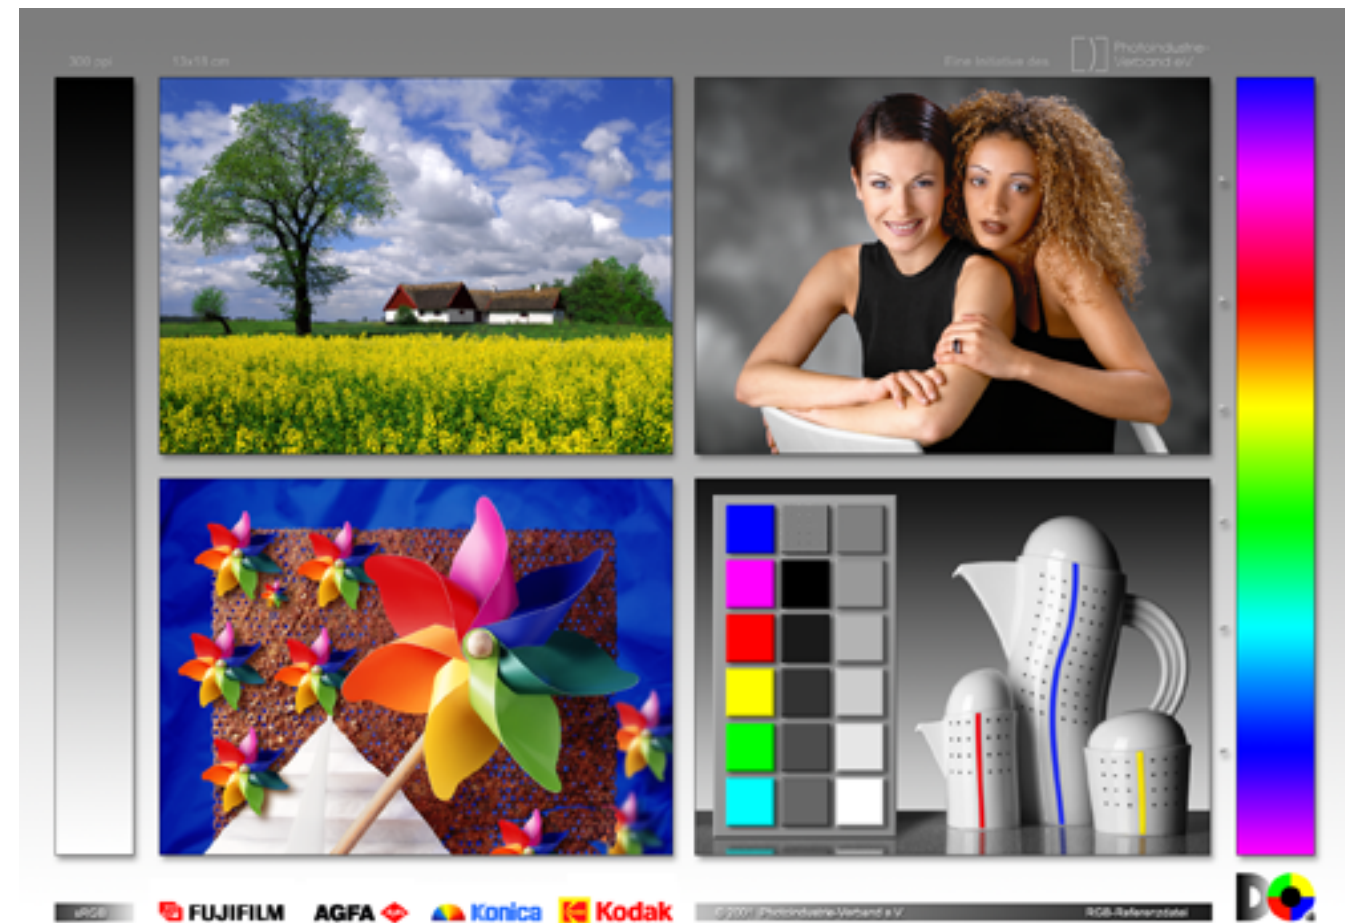 300 ppi
13x18 cm
Eine Initiative des
Photoindustrie-
Verband eV
sRGB
FUJIFILM
AGFA
Konica
Kodak
© 2001 Photoindustrie-Verband e.V.
RGB-Referenzdatei